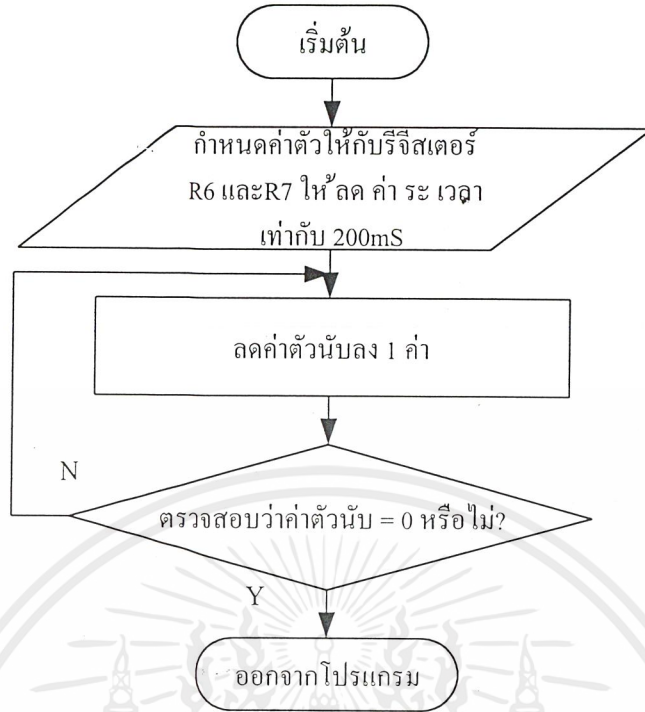 เริ่มต้น
กำหนดค่าตัวให้กับรีจีสเตอร์
R6 และR7 ให้ ลด ค่า ระ เวลา
เท่ากับ 200mS
ลดค่าตัวนับลง 1 ค่า
N
ตรวจสอบว่าค่าตัวนับ = 0 หรือไม่?
Y
ออกจากโปรแกรม